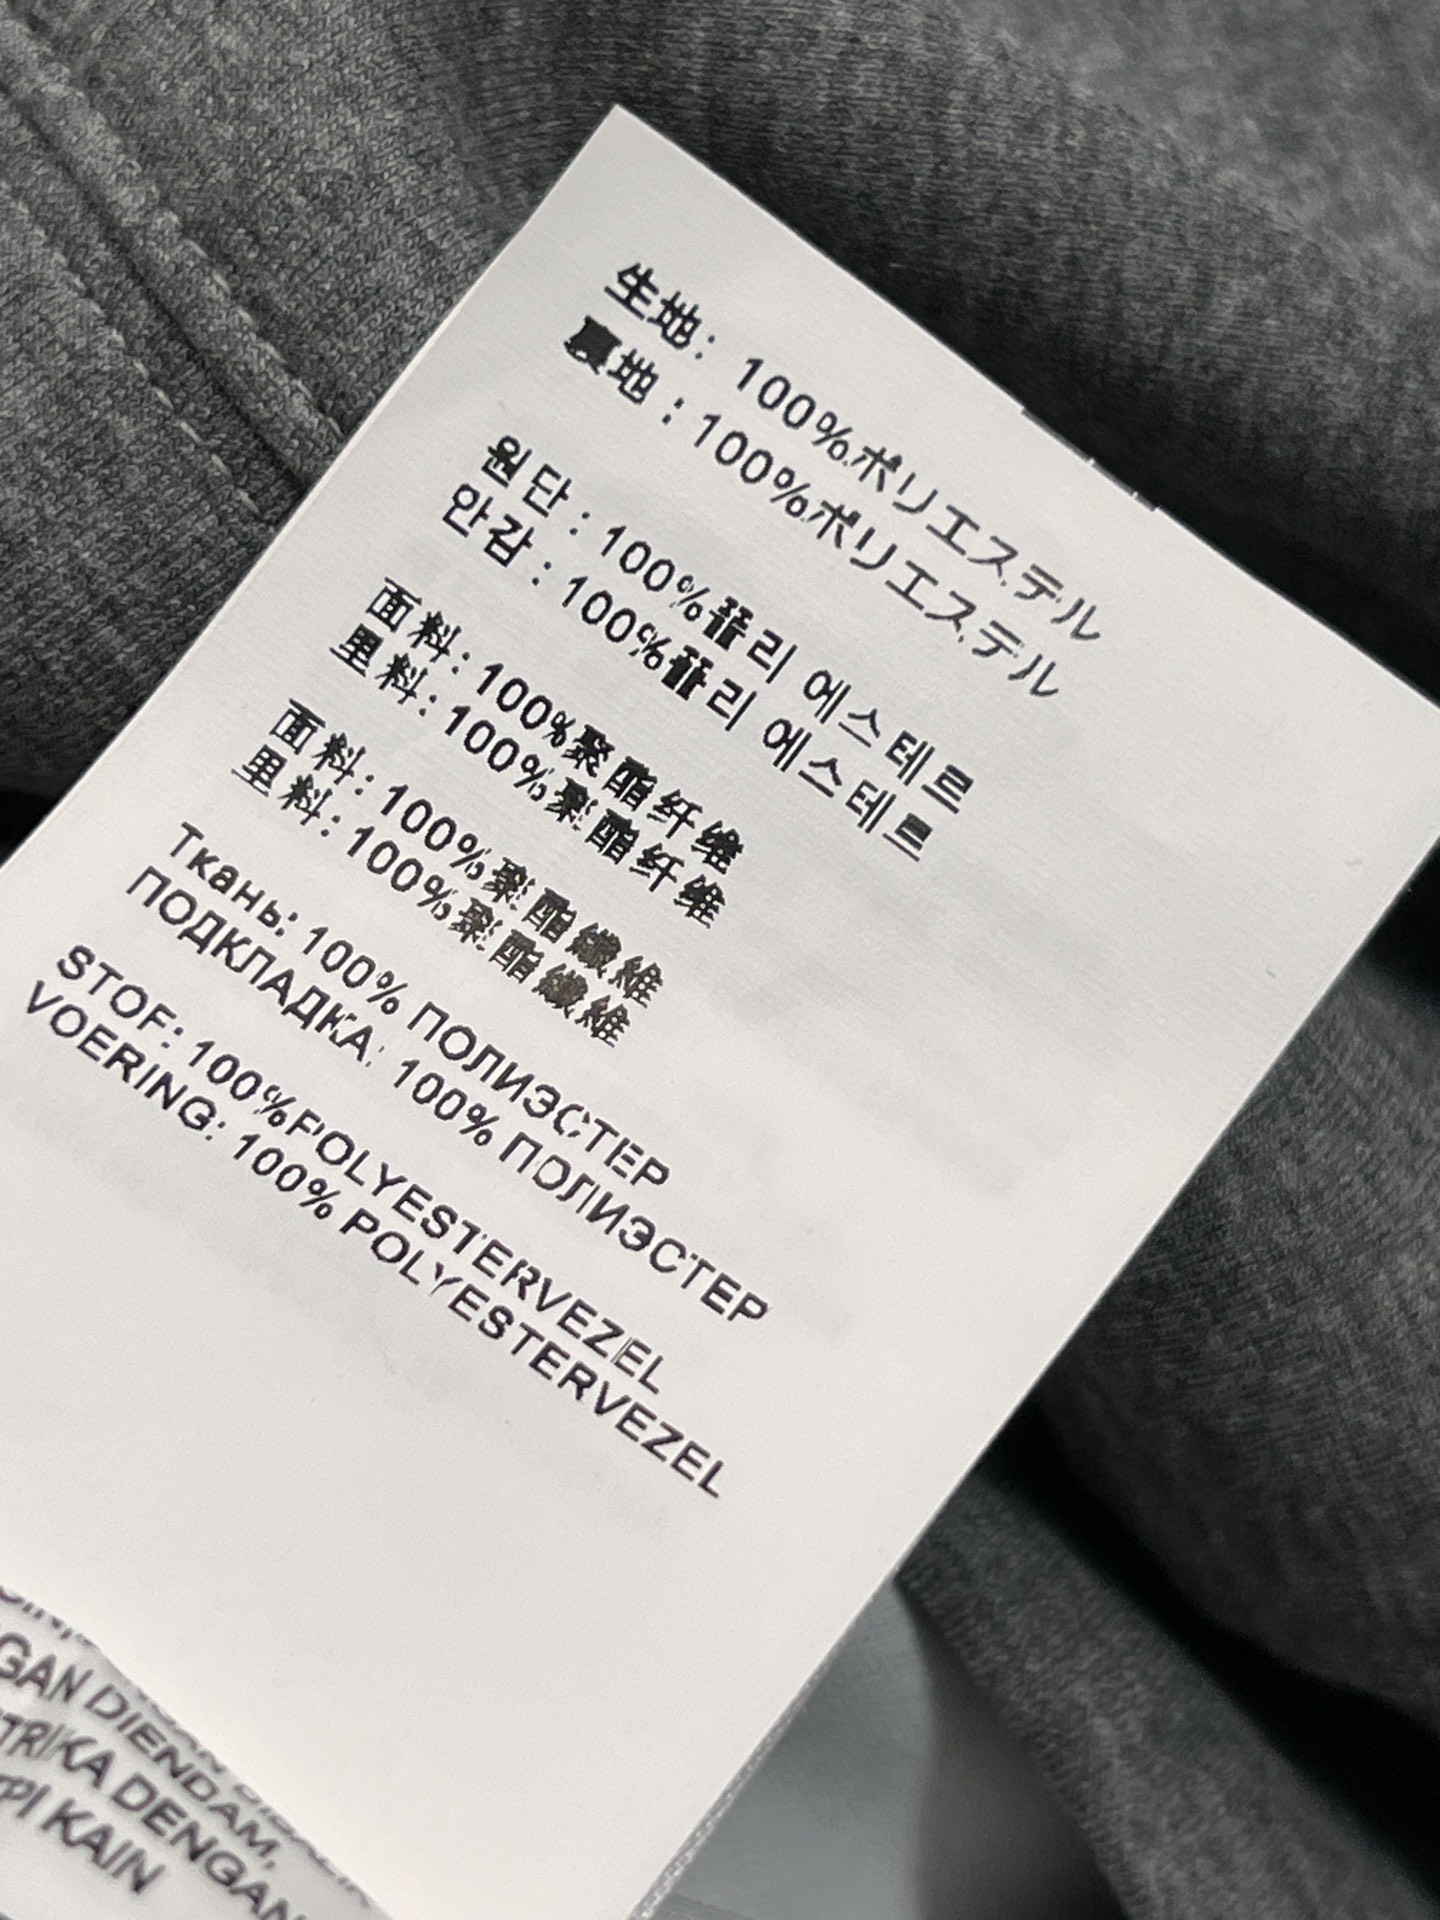 生地: 100%ポリエステル
裏地: 100%ポリエステル
원단: 100%폴리 에스테르
안감: 100%폴리 에스테르
面料: 100%聚酯纤维
里料: 100%聚酯纤维
面料: 100%聚酯纖維
里料: 100%聚酯纖維
Ткань: 100% ПОЛИЭСТЕР
ПОДКЛАДКА: 100% ПОЛИЭСТЕР
STOF: 100%POLYESTERVEZEL
VOERING: 100% POLYESTERVEZEL
DIENDAM,
DENGAN
KAIN